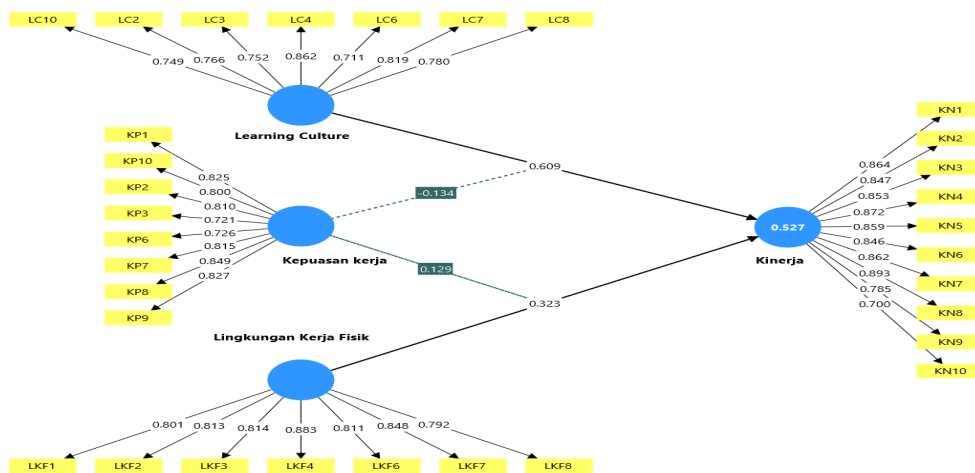 LC10 LC2 LC3 LC4 LC6 LC7 LC8
0.749 0.766 0.752 0.862 0.711 0.819 0.780
Learning Culture
KP1
KP10
KP2
KP3
KP6
KP7
KP8
KP9
0.825
0.800
0.810
0.721
0.726
0.815
0.849
0.827
Kepuasan kerja
0.609
-0.134
0.129
0.323
Lingkungan Kerja Fisik
0.801 0.813 0.814 0.883 0.811 0.848 0.792
LKF1 LKF2 LKF3 LKF4 LKF6 LKF7 LKF8
0.527
Kinerja
0.864
0.847
0.853
0.872
0.859
0.846
0.862
0.893
0.785
0.700
KN1
KN2
KN3
KN4
KN5
KN6
KN7
KN8
KN9
KN10